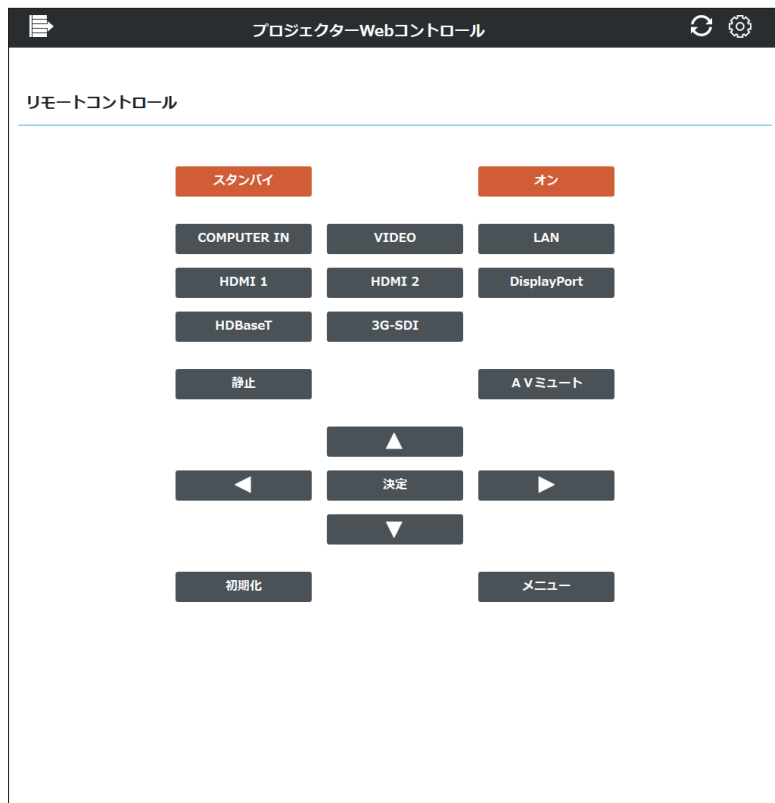 プロジェクターWebコントロール
リモートコントロール
スタンバイ オン
COMPUTER IN VIDEO LAN
HDMI 1 HDMI 2 DisplayPort
HDBaseT 3G-SDI
静止 ＡＶミュート
▲
◀ 決定 ▶
▼
初期化 メニュー